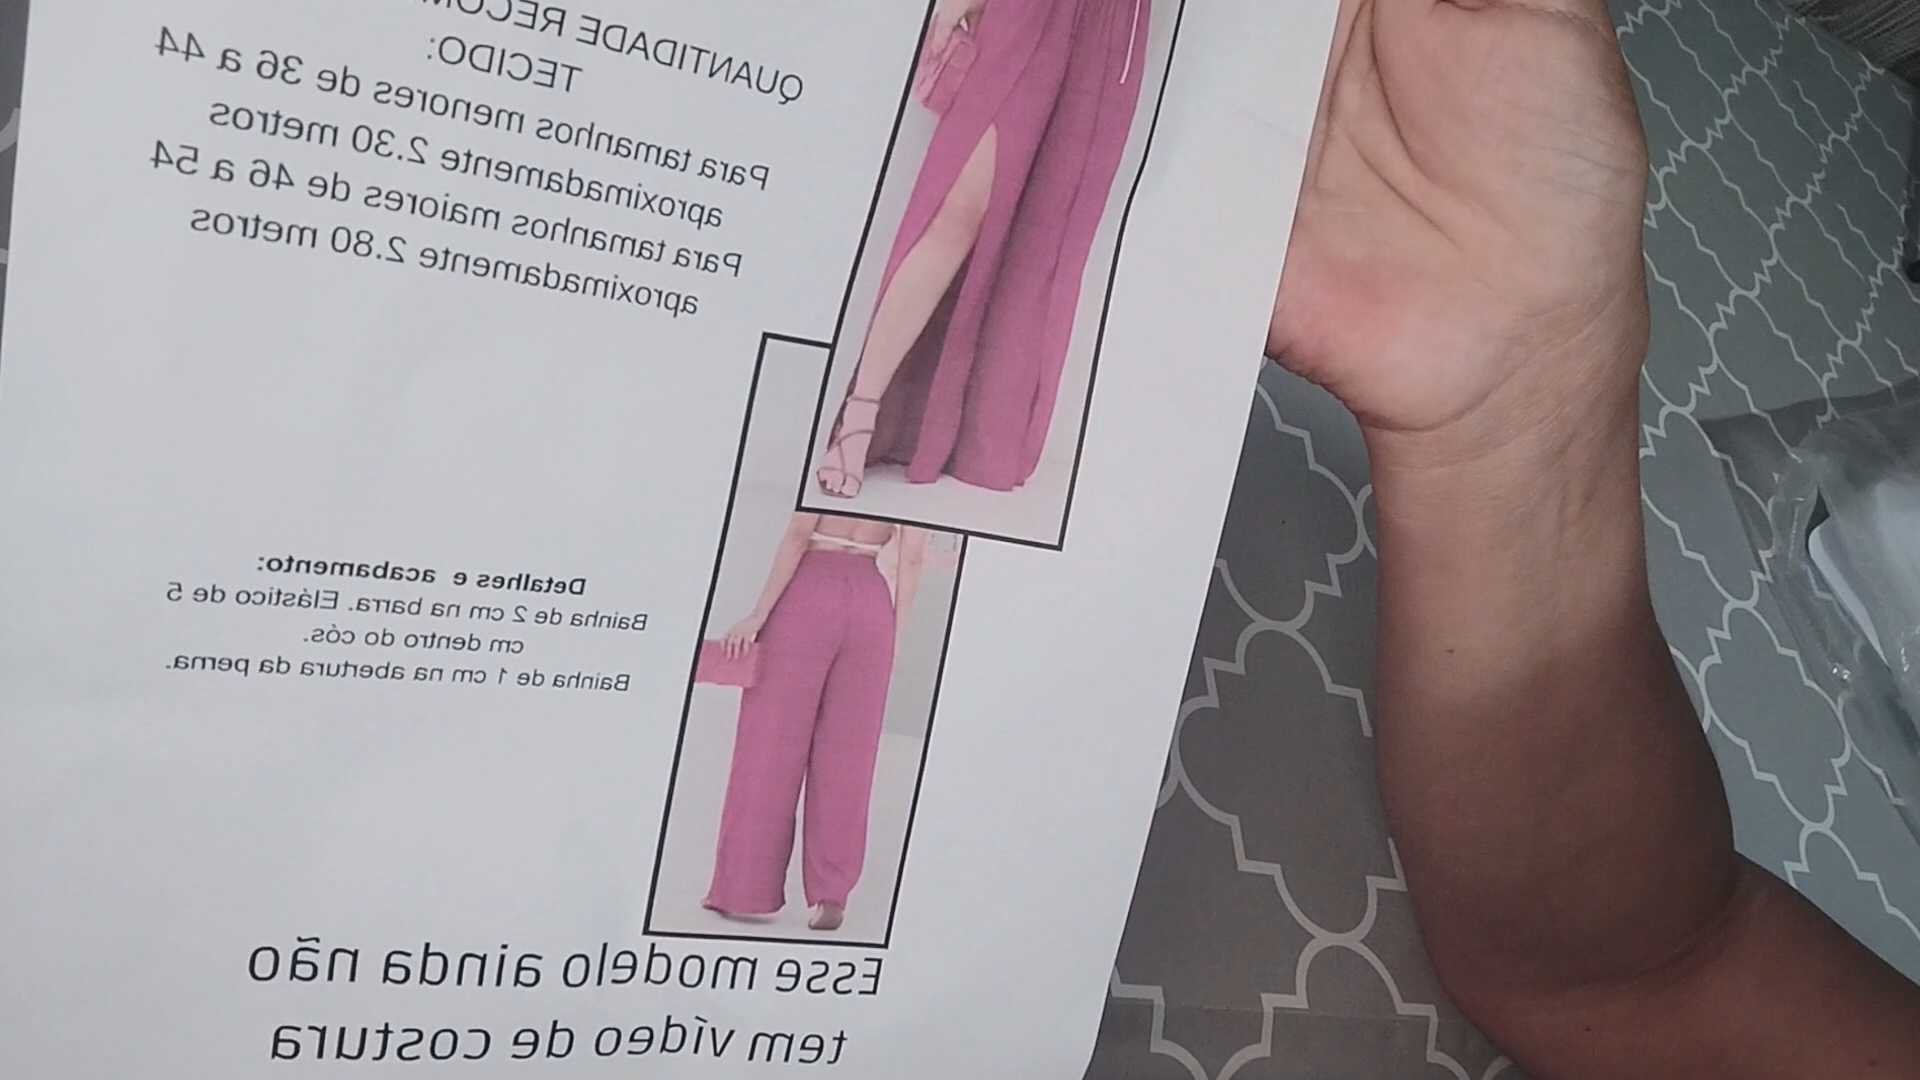 QUANTIDADE
TECIDO:
Para tamanhos menores de 36 a 44
aproximadamente 2.30 metros
Para tamanhos maiores de 46 a 54
aproximadamente 2.80 metros
Detalhes e acabamento:
Bainha de 2 cm na barra. Elástico de 5
cm dentro do cós.
Bainha de 1 cm na abertura da perna.
Esse modelo ainda não
tem vídeo de costura